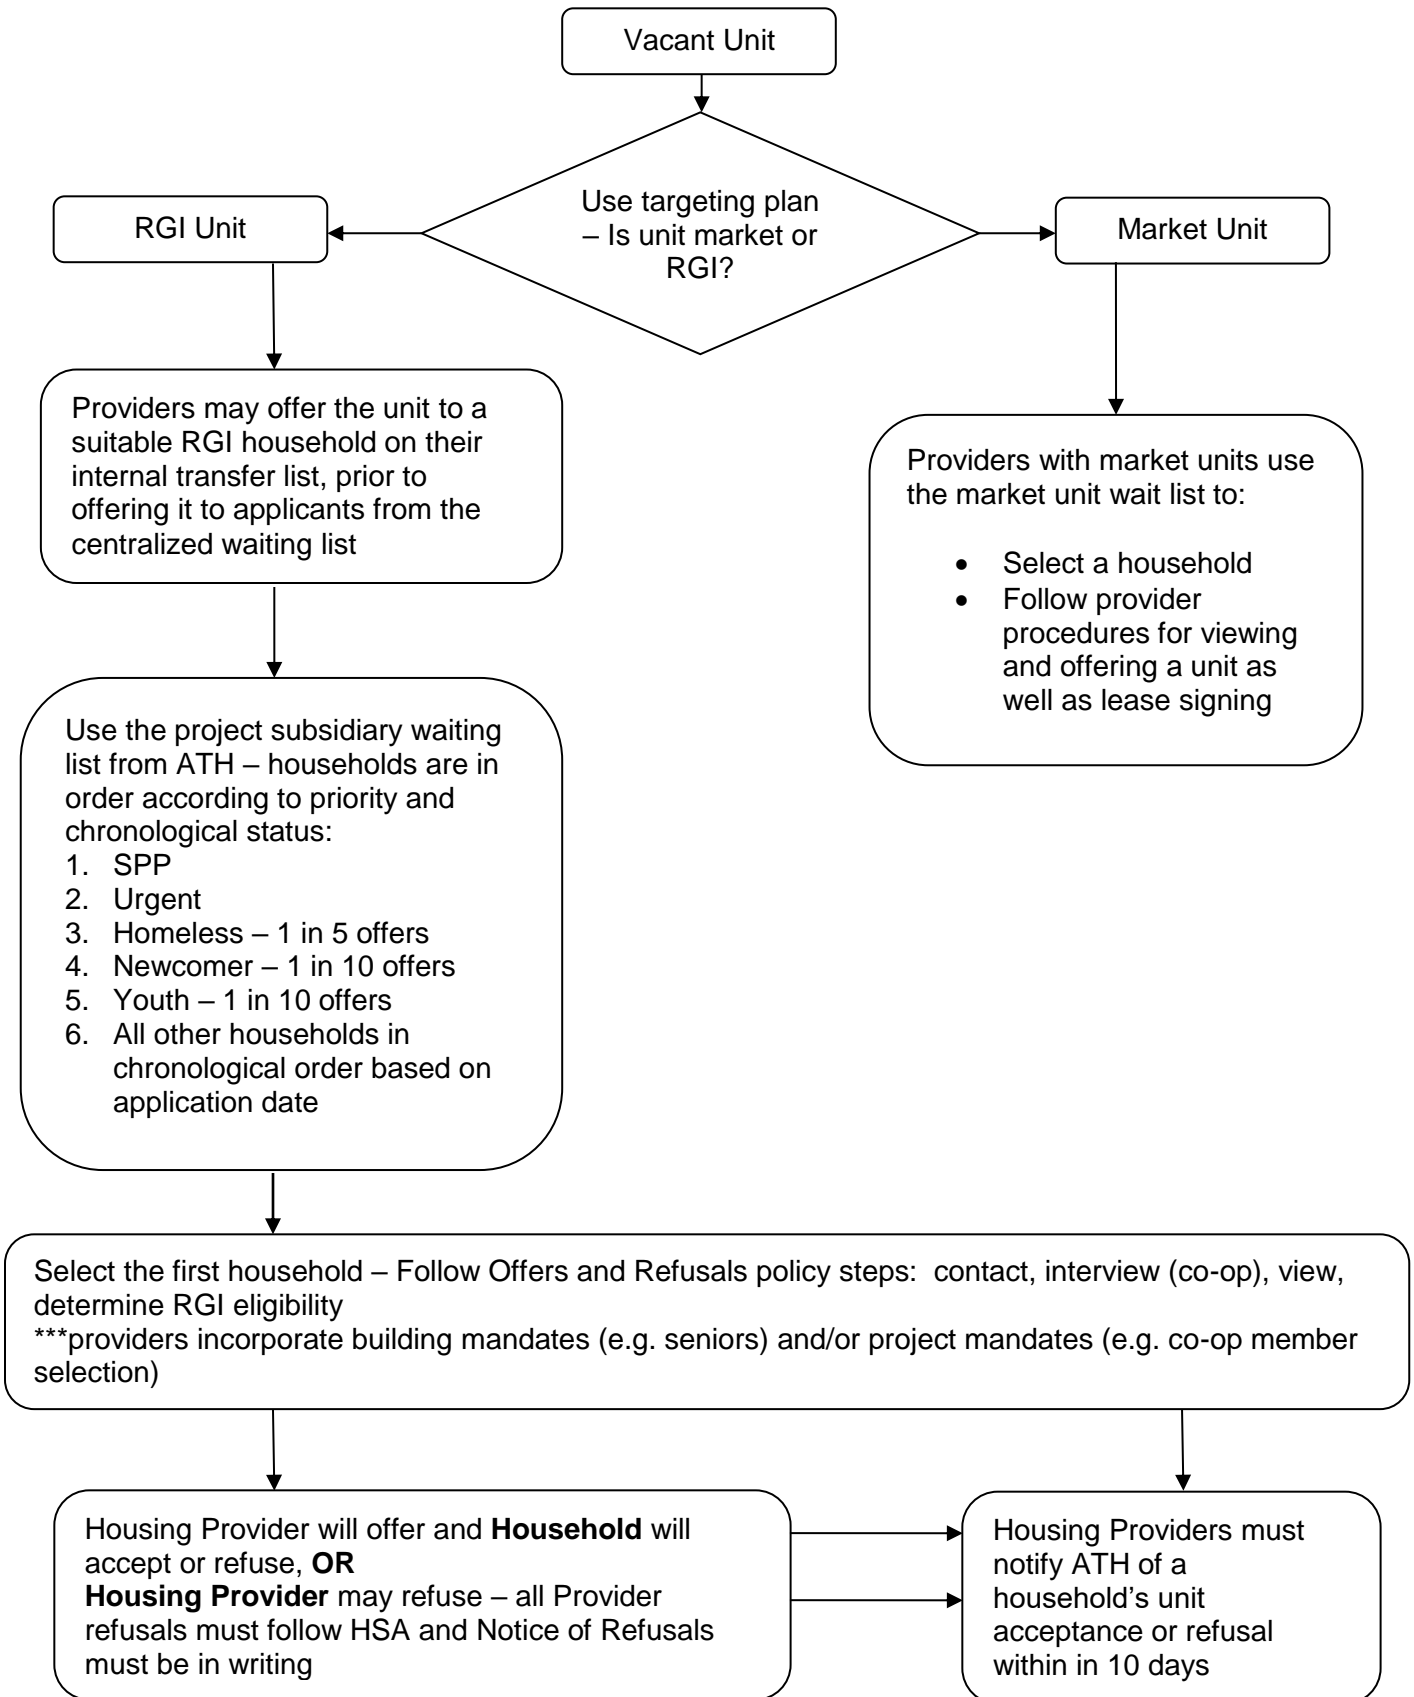 Vacant Unit
Use targeting plan
– Is unit market or
RGI?
RGI Unit
Market Unit
Providers may offer the unit to a
suitable RGI household on their
internal transfer list, prior to
offering it to applicants from the
centralized waiting list
Providers with market units use
the market unit wait list to:
• Select a household
• Follow provider
procedures for viewing
and offering a unit as
well as lease signing
Use the project subsidiary waiting
list from ATH – households are in
order according to priority and
chronological status:
1. SPP
2. Urgent
3. Homeless – 1 in 5 offers
4. Newcomer – 1 in 10 offers
5. Youth – 1 in 10 offers
6. All other households in
chronological order based on
application date
Select the first household – Follow Offers and Refusals policy steps: contact, interview (co-op), view,
determine RGI eligibility
***providers incorporate building mandates (e.g. seniors) and/or project mandates (e.g. co-op member
selection)
Housing Provider will offer and Household will
accept or refuse, OR
Housing Provider may refuse – all Provider
refusals must follow HSA and Notice of Refusals
must be in writing
Housing Providers must
notify ATH of a
household’s unit
acceptance or refusal
within in 10 days